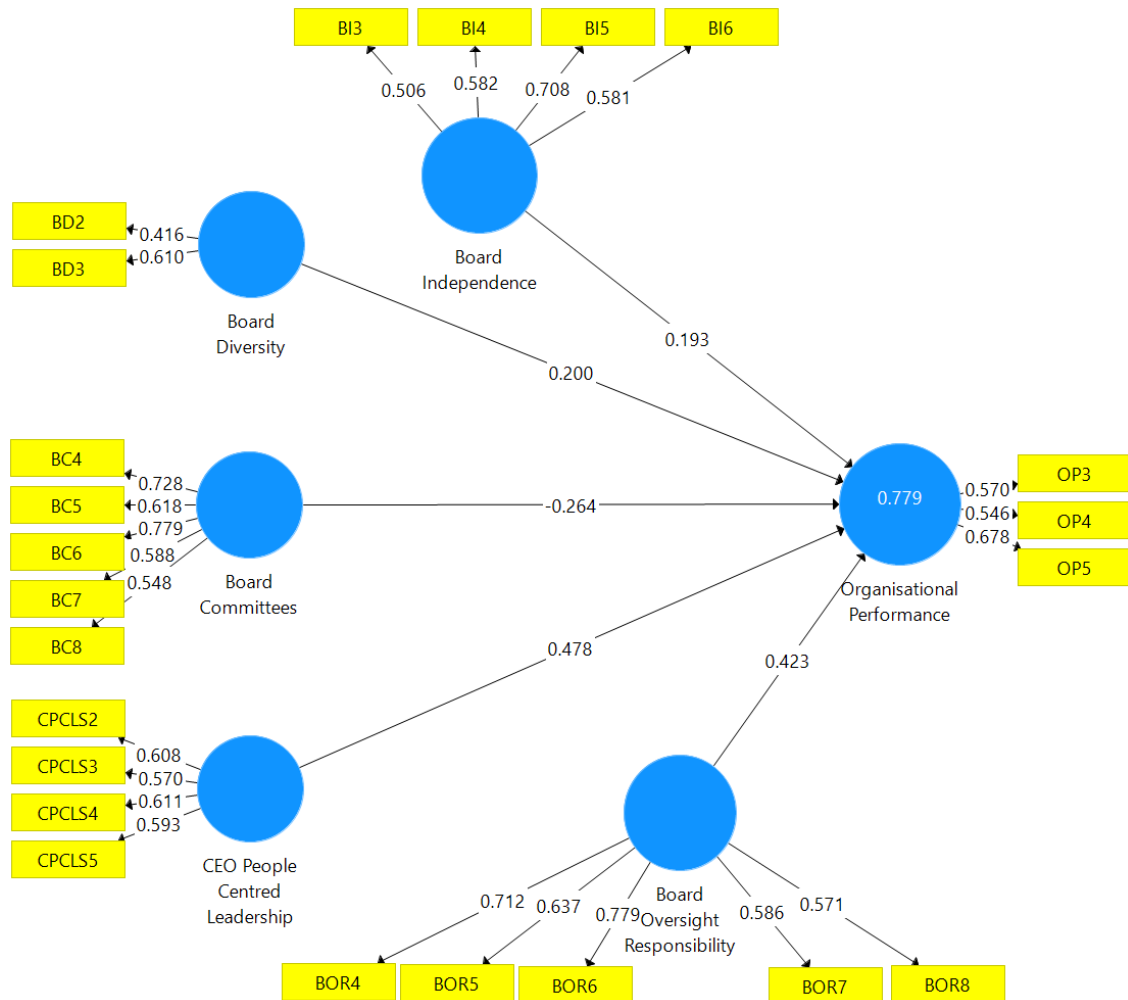 BI3
BI4
BI5
BI6
0.506
0.582
0.708
0.581
Board
Independence
BD2
BD3
0.416
0.610
Board
Diversity
0.193
0.200
BC4
BC5
BC6
BC7
BC8
0.728
0.618
0.779
0.588
0.548
Board
Committees
-0.264
0.779
Organisational
Performance
0.570
0.546
0.678
OP3
OP4
OP5
CPCLS2
CPCLS3
CPCLS4
CPCLS5
0.608
0.570
0.611
0.593
CEO People
Centred
Leadership
0.478
0.423
Board
Oversight
Responsibility
0.712
0.637
0.779
0.586
0.571
BOR4
BOR5
BOR6
BOR7
BOR8